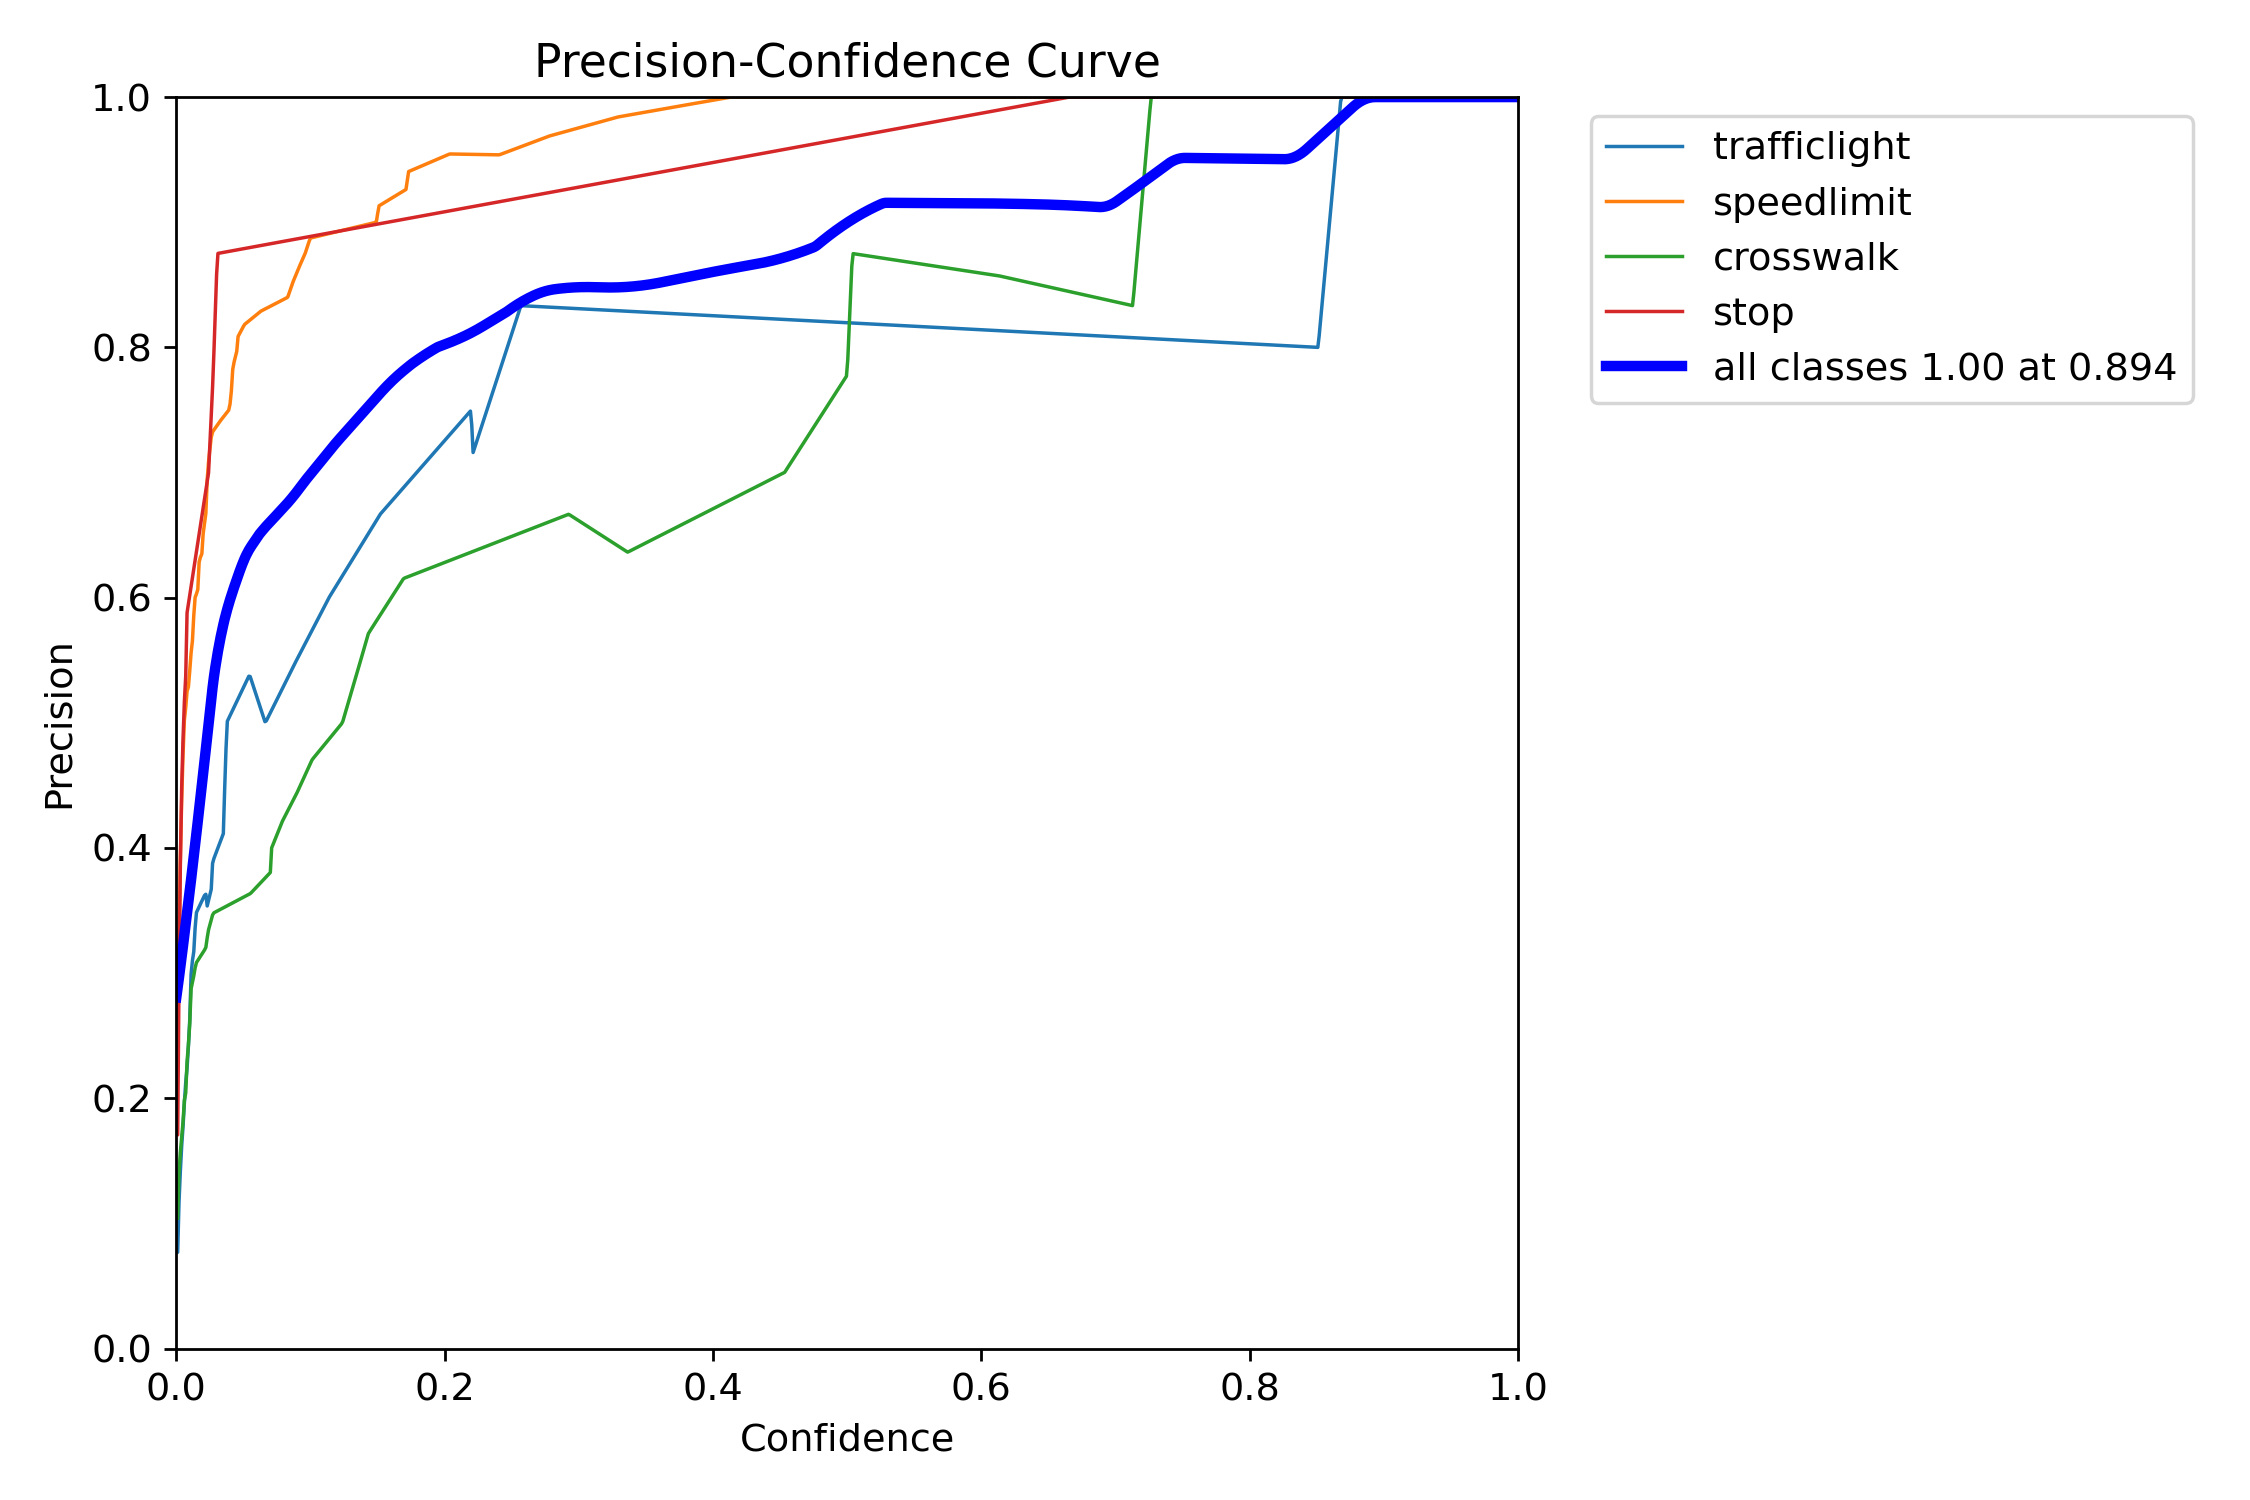 Precision-Confidence Curve
1.0
0.8
0.6
0.4
0.2
0.0
Precision
0.0 0.2 0.4 0.6 0.8 1.0
Confidence
trafficlight
speedlimit
crosswalk
stop
all classes 1.00 at 0.894